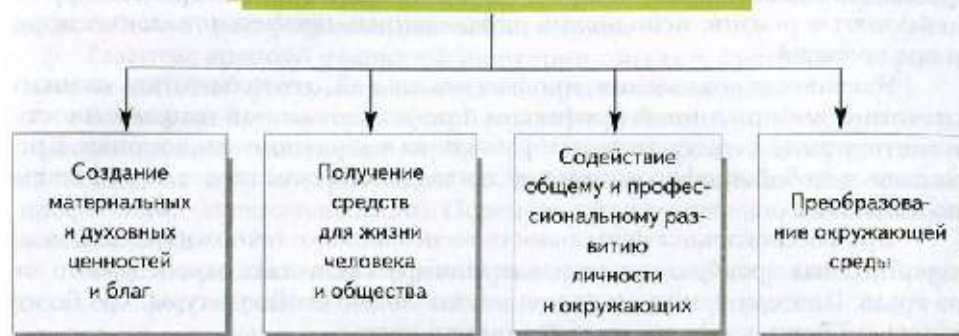 Создание
материальных
и духовных
ценностей
и благ
Получение
средств
для жизни
человека
и общества
Содействие
общему и профес-
сиональному раз-
витию
личности
и окружающих
Преобразова-
ние окружающей
среды